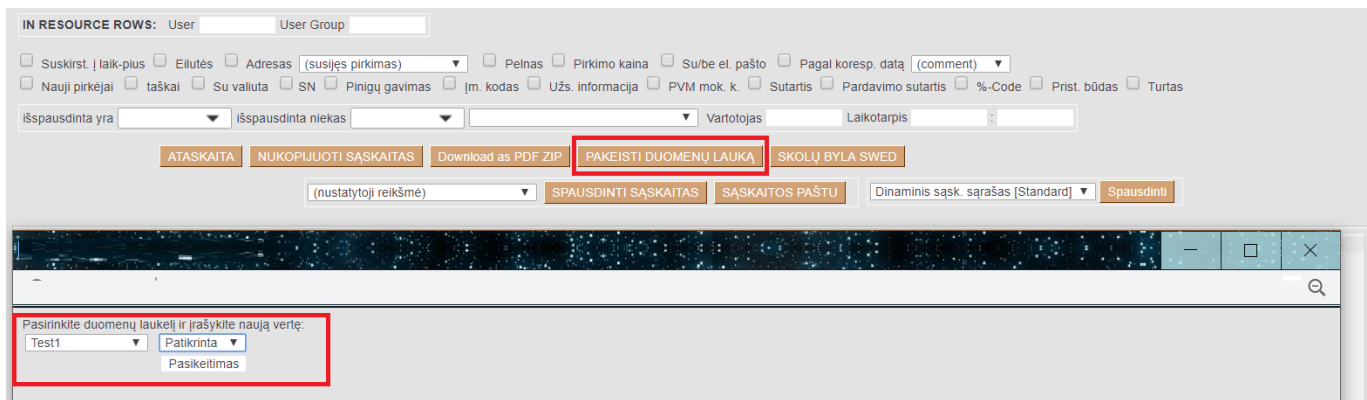 IN RESOURCE ROWS: User User Group
Suskirst. į laik-pius Eilutės Adresas (susijęs pirkimas) Pelnas Pirkimo kaina Su/be el. pašto Pagal koresp. datą (comment)
Nauji pirkėjai taškai Su valiuta SN Pinigų gavimas Įm. kodas Užs. informacija PVM mok. k. Sutartis Pardavimo sutartis %-Code Prist. būdas Turtas
išspausdinta yra išspausdinta niekas Vartotojas Laikotarpis :
ATASKAITA NUKOPIJUOTI SĄSKAITAS Download as PDF ZIP PAKEISTI DUOMENŲ LAUKĄ SKOLŲ BYLA SWED
(nustatytoji reikšmė) SPAUSDINTI SĄSKAITAS SĄSKAITOS PAŠTU Dinaminis sąsk. sąrašas [Standard] Spausdinti
Pasirinkite duomenų laukelį ir įrašykite naują vertę:
Test1 Patikrinta
Pasikeitimas